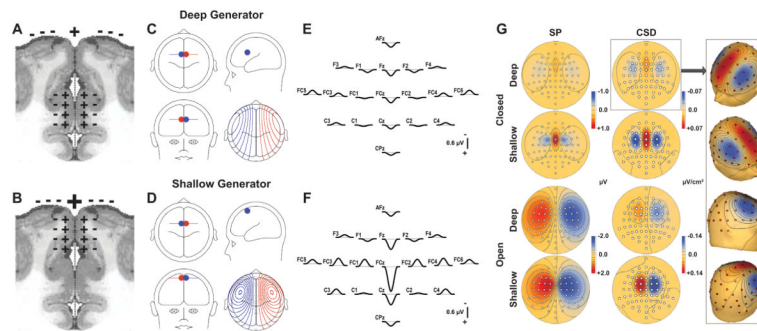 Deep Generator
A
- - - + - - -
+ +
+ +
+ +
+ +
C
E
AFz
F3 F1 Fz F2 F4
FC5 FC3 FC1 FCz FC2 FC4 FC6
C3 C1 Cz C2 C4
CPz
-
0.6 µV
+
Shallow Generator
B
- - - - + - - - -
D
F
AFz
F3 F1 Fz F2 F4
FC5 FC3 FC1 FCz FC2 FC4 FC6
C3 C1 Cz C2 C4
CPz
-
0.6 µV
+
G
SP CSD
Closed
Deep
-1.0 -0.07
0.0 0.0
+1.0 +0.07
Shallow
µV µV/cm²
Open
Deep
-2.0 -0.14
0.0 0.0
+2.0 +0.14
Shallow